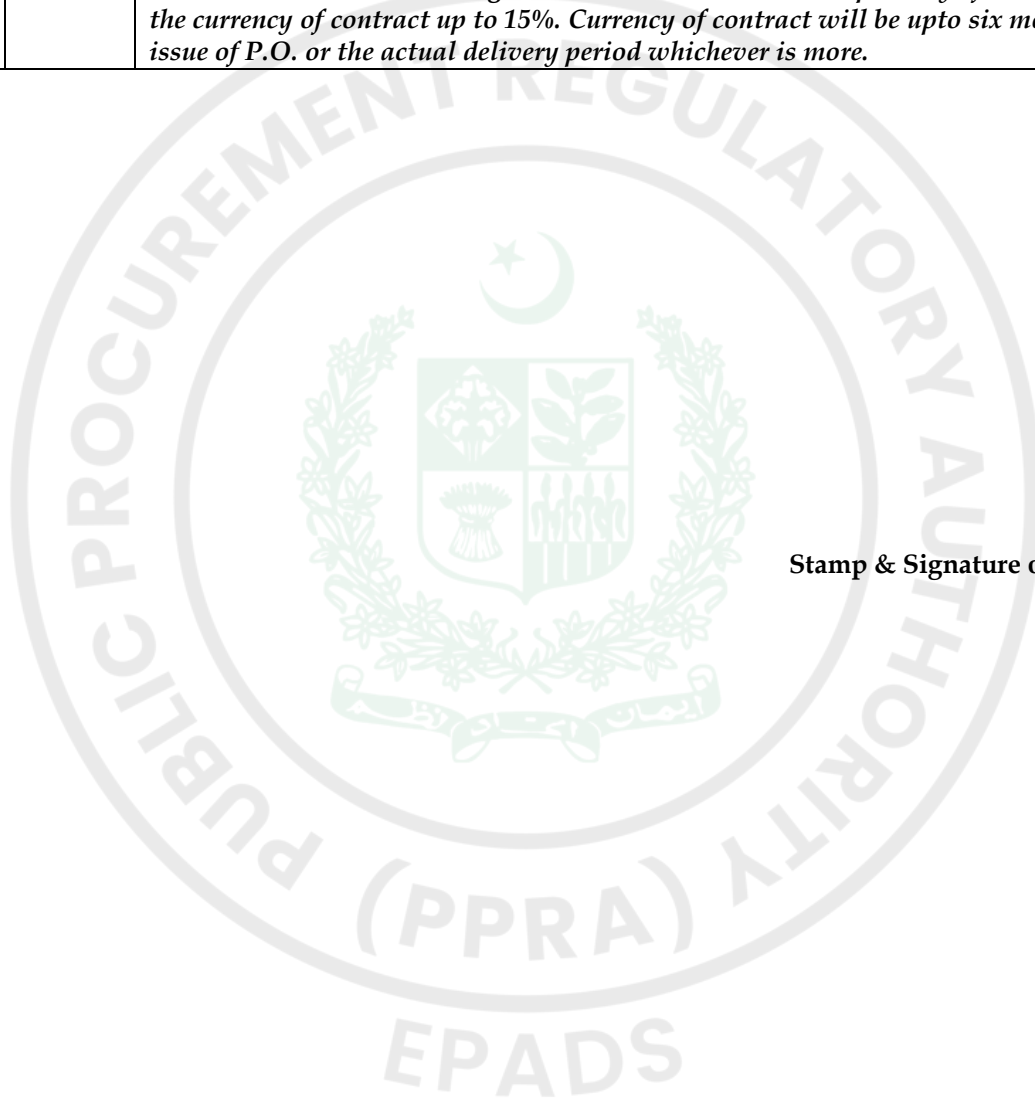 the currency of contract up to 15%. Currency of contract will be upto six
issue of P.O. or the actual delivery period whichever is more.
Stamp & Signature
PUBLIC PROCUREMENT REGULATORY AUTHORITY
(PPRA)
EPADS